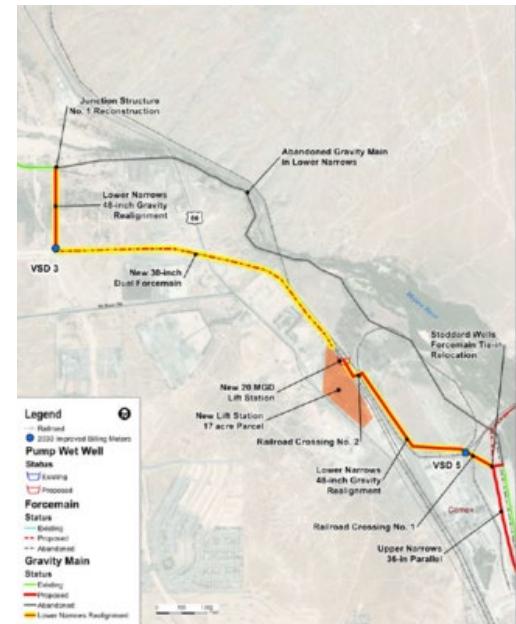 Junction Structure
No. 1 Reconstruction
Abandoned Gravity Main
in Lower Narrows
Lower Narrows
48-inch Gravity
Realignment
66
VSD 3
New 30-inch
Dual Forcemain
Mojave River
Stoddard Wells
Forcemain Tie-in
Relocation
New 20 MGD
Lift Station
New Lift Station
17 acre Parcel
Railroad Crossing No. 2
Lower Narrows
48-inch Gravity
Realignment
VSD 5
Railroad Crossing No. 1
Cemex
Upper Narrows
36-in Parallel
Legend
Railroad
Improved Billing Meters
Pump Wet Well
Status
Existing
Proposed
Forcemain
Status
Existing
Proposed
Abandoned
Gravity Main
Status
Existing
Proposed
Abandoned
Lower Narrows Realignment